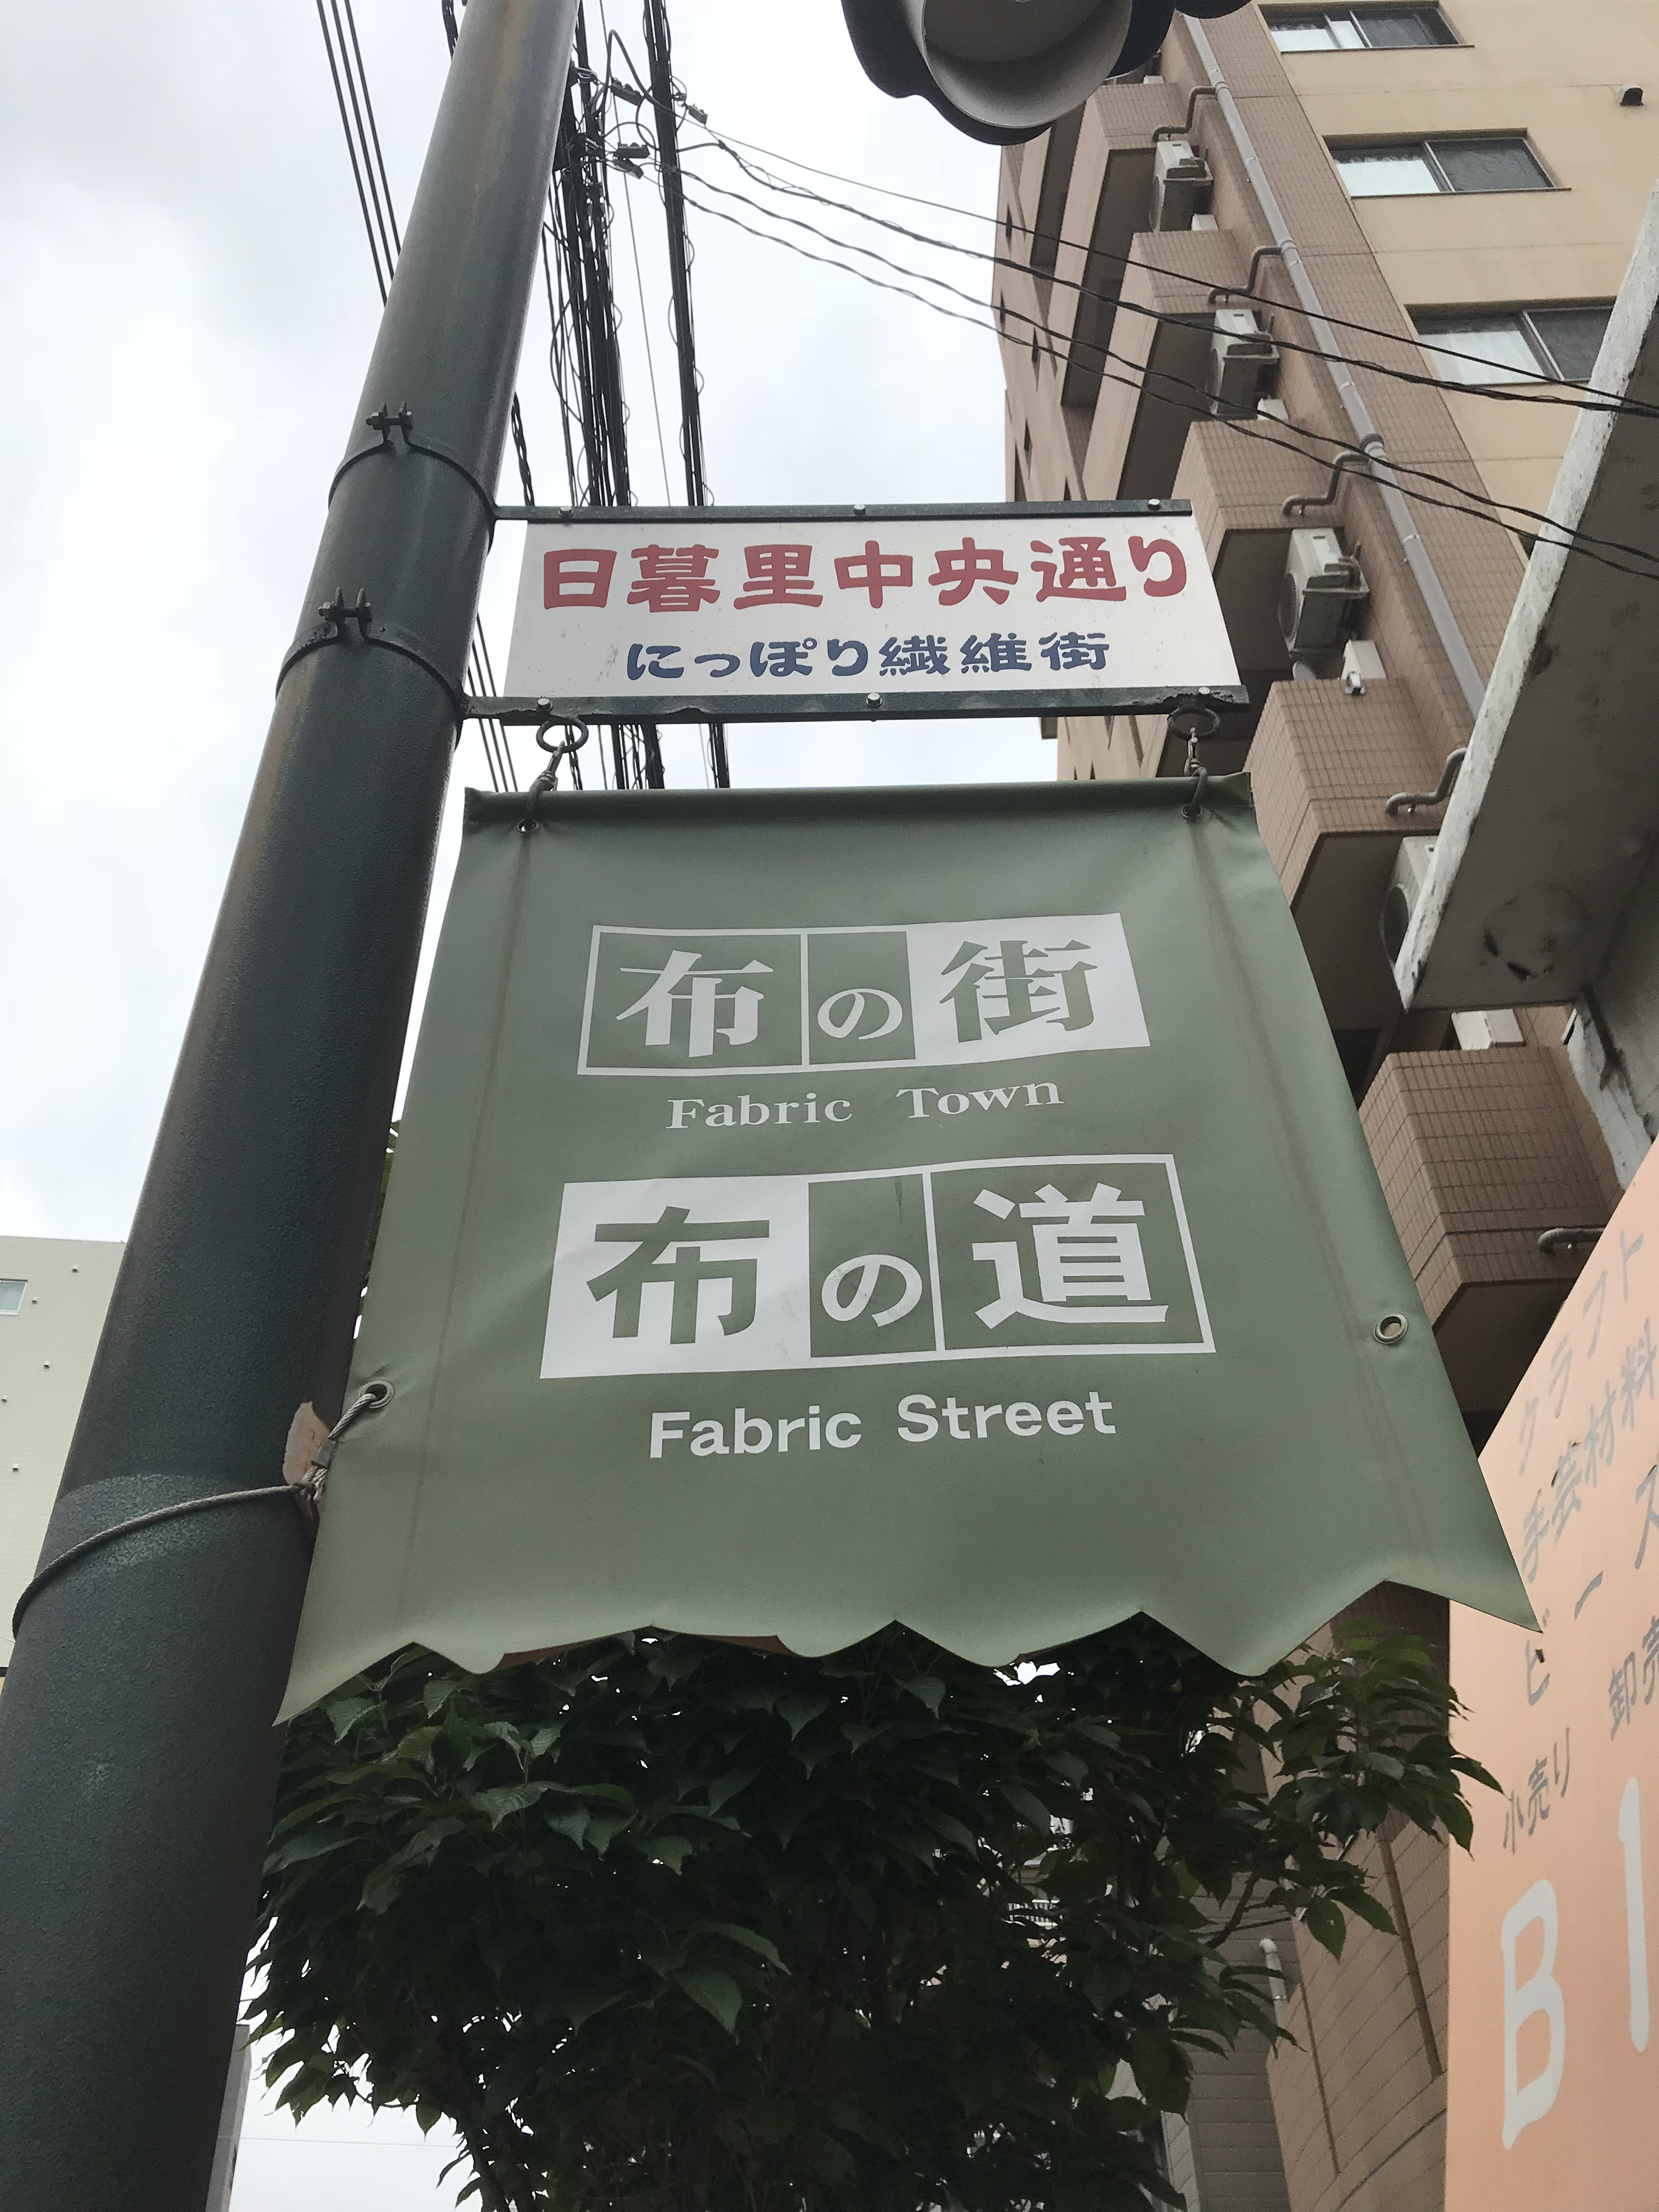 日暮里中央通り
にっぽり繊維街
布の街
Fabric Town
布の道
Fabric Street
クラフト
手芸材料
ビーズ
小売り 卸売
B